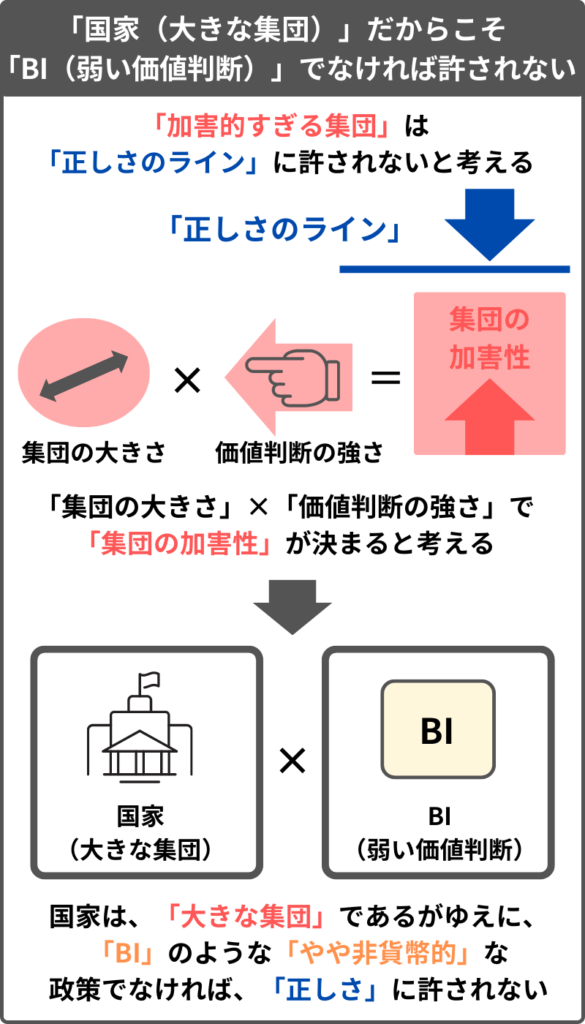 「国家（大きな集団）」だからこそ
「BI（弱い価値判断）」でなければ許されない
「加害的すぎる集団」は
「正しさのライン」に許されないと考える
「正しさのライン」
集団の
加害性
×
＝
集団の大きさ
価値判断の強さ
「集団の大きさ」×「価値判断の強さ」で
「集団の加害性」が決まると考える
BI
×
国家
（大きな集団）
BI
（弱い価値判断）
国家は、「大きな集団」であるがゆえに、
「BI」のような「やや非貨幣的」な
政策でなければ、「正しさ」に許されない